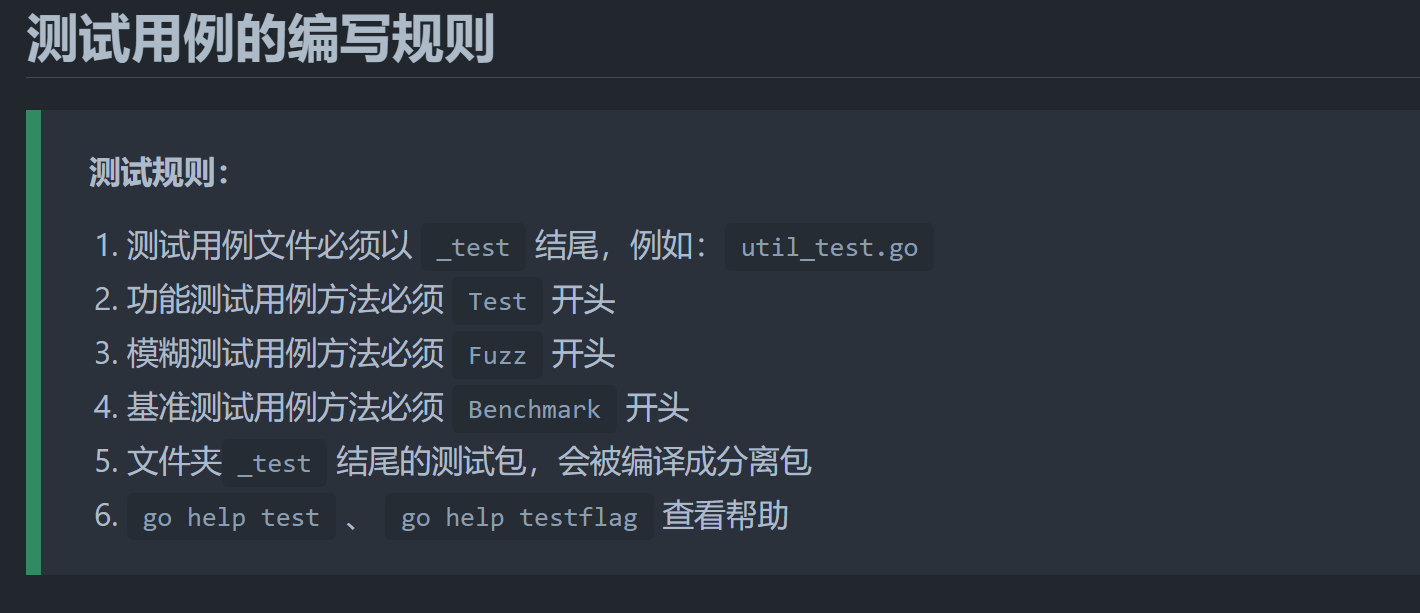 测试用例的编写规则
测试规则：
1. 测试用例文件必须以 _test 结尾，例如： util_test.go
2. 功能测试用例方法必须 Test 开头
3. 模糊测试用例方法必须 Fuzz 开头
4. 基准测试用例方法必须 Benchmark 开头
5. 文件夹 _test 结尾的测试包，会被编译成分离包
6. go help test 、 go help testflag 查看帮助